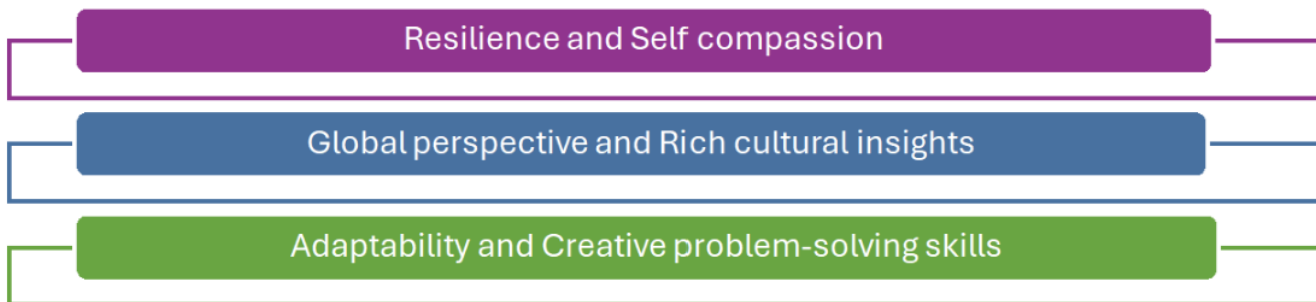 Resilience and Self compassion
Global perspective and Rich cultural insights
Adaptability and Creative problem-solving skills